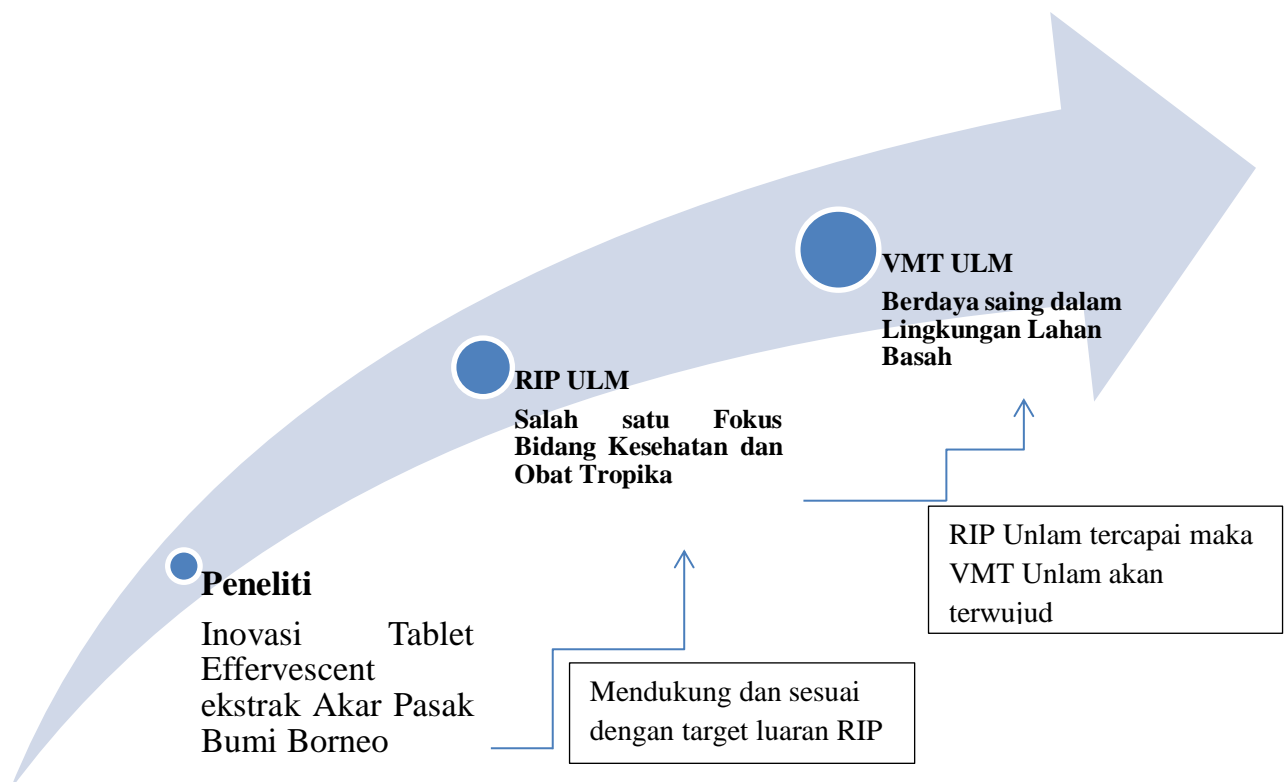 Peneliti
Inovasi Tablet
Effervescent
ekstrak Akar Pasak
Bumi Borneo
Mendukung dan sesuai
dengan target luaran RIP
RIP ULM
Salah satu Fokus
Bidang Kesehatan dan
Obat Tropika
RIP Unlam tercapai maka
VMT Unlam akan
terwujud
VMT ULM
Berdaya saing dalam
Lingkungan Lahan
Basah